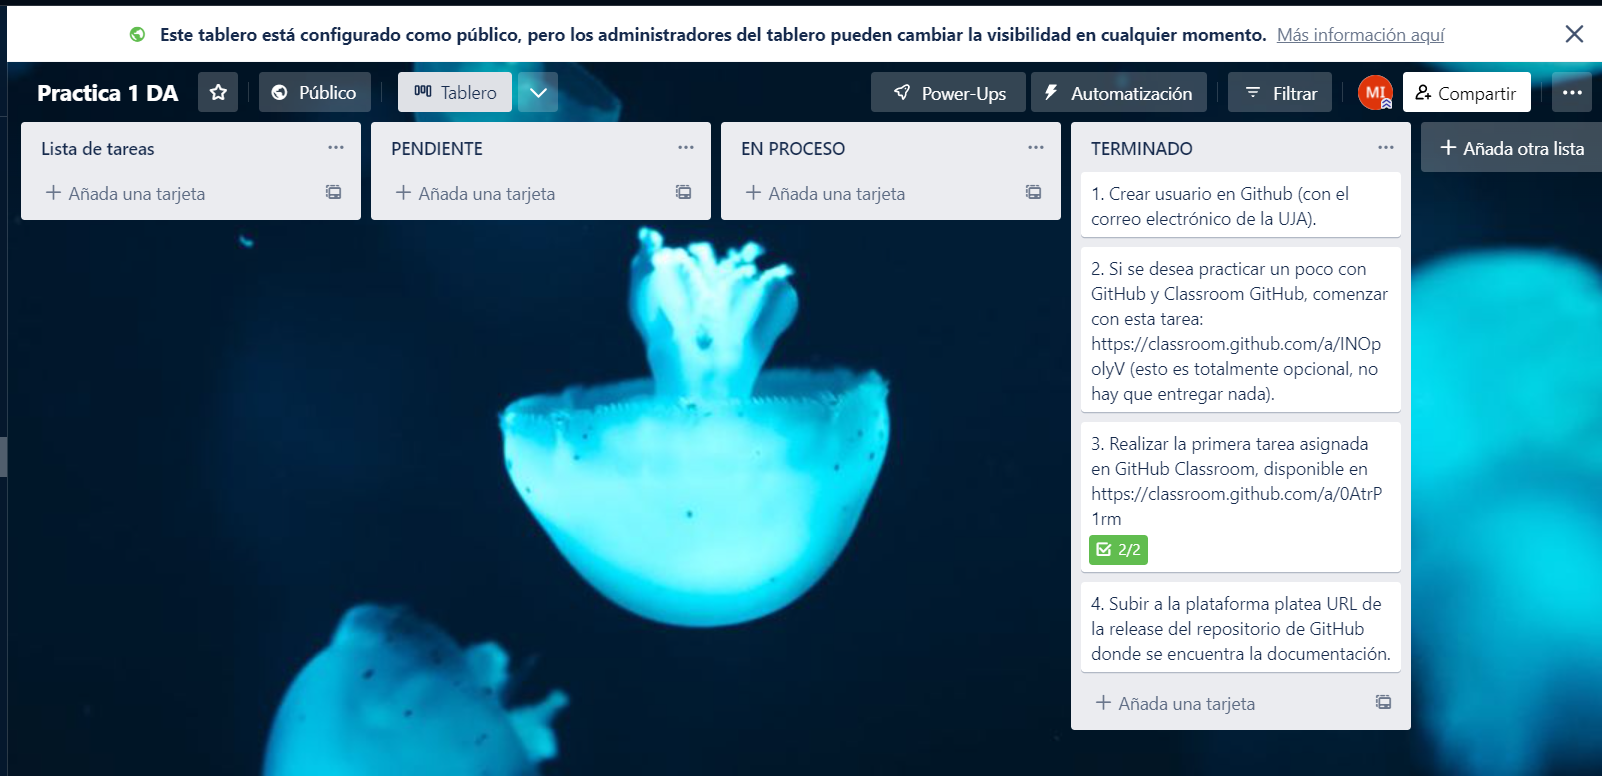 Este tablero está configurado como público, pero los administradores del tablero pueden cambiar la visibilidad en cualquier momento. Más información aquí
Practica 1 DA
Público
Tablero
Power-Ups
Automatización
Filtrar
MI
Compartir
Lista de tareas
Añada una tarjeta
PENDIENTE
Añada una tarjeta
EN PROCESO
Añada una tarjeta
TERMINADO
1. Crear usuario en Github (con el
correo electrónico de la UJA).
2. Si se desea practicar un poco con
GitHub y Classroom GitHub, comenzar
con esta tarea:
https://classroom.github.com/a/INOp
olyV (esto es totalmente opcional, no
hay que entregar nada).
3. Realizar la primera tarea asignada
en GitHub Classroom, disponible en
https://classroom.github.com/a/0AtrP
1rm
2/2
4. Subir a la plataforma platea URL de
la release del repositorio de GitHub
donde se encuentra la documentación.
Añada una tarjeta
Añada otra lista